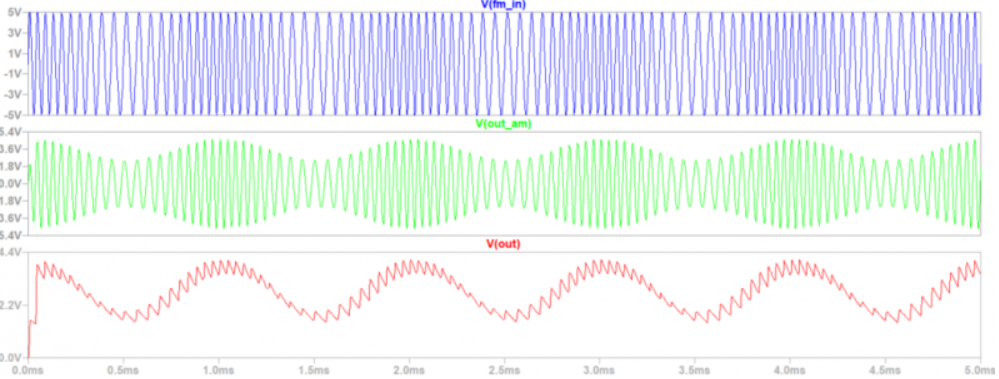 V(fm_in)
5V
3V
1V
-1V
-3V
-5V
V(out_am)
5.4V
3.6V
1.8V
0.0V
1.8V
3.6V
5.4V
V(out)
4.4V
2.2V
0.0V
0.0ms 0.5ms 1.0ms 1.5ms 2.0ms 2.5ms 3.0ms 3.5ms 4.0ms 4.5ms 5.0ms